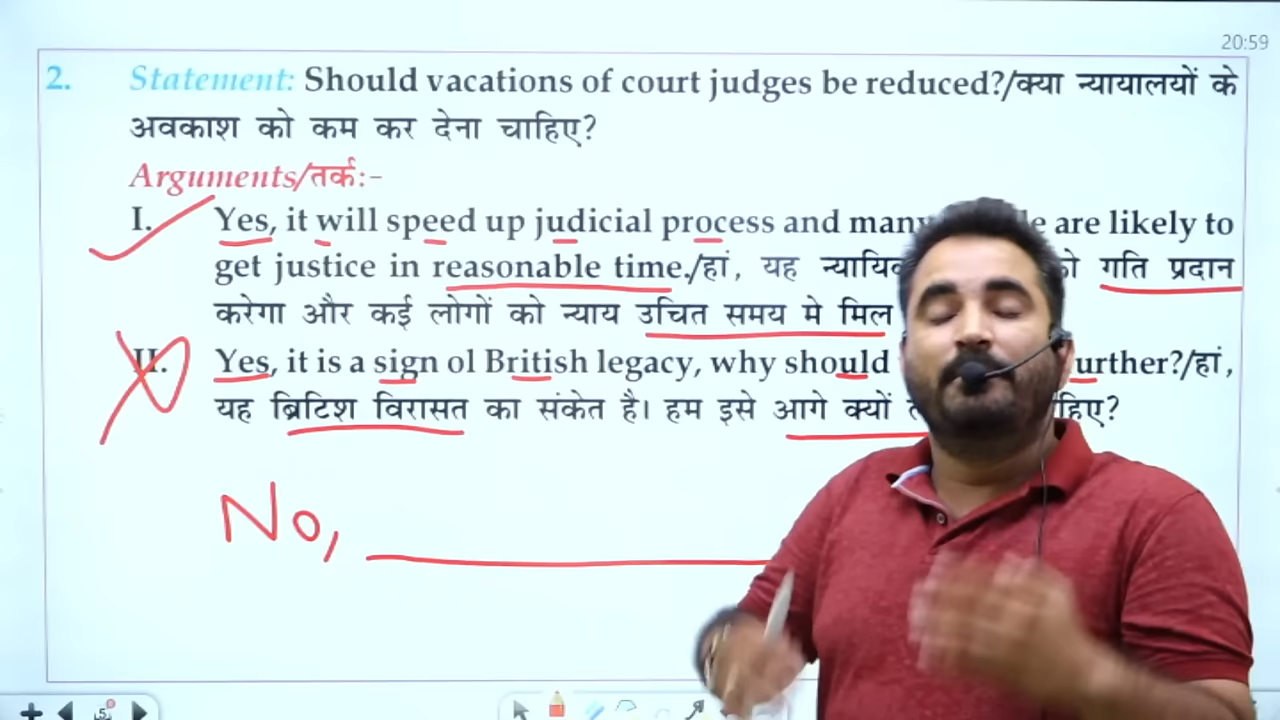 20:59
2. Statement: Should vacations of court judges be reduced?/क्या न्यायालयों के
अवकाश को कम कर देना चाहिए?
Arguments/तर्क:-
I. Yes, it will speed up judicial process and many are likely to
get justice in reasonable time./हां, यह गति प्रदान
करेगा और कई लोगों को न्याय उचित समय मे मिल
II. Yes, it is a sign ol British legacy, why should further?/हां,
यह ब्रिटिश विरासत का संकेत है। हम इसे आगे क्यों
No,
5